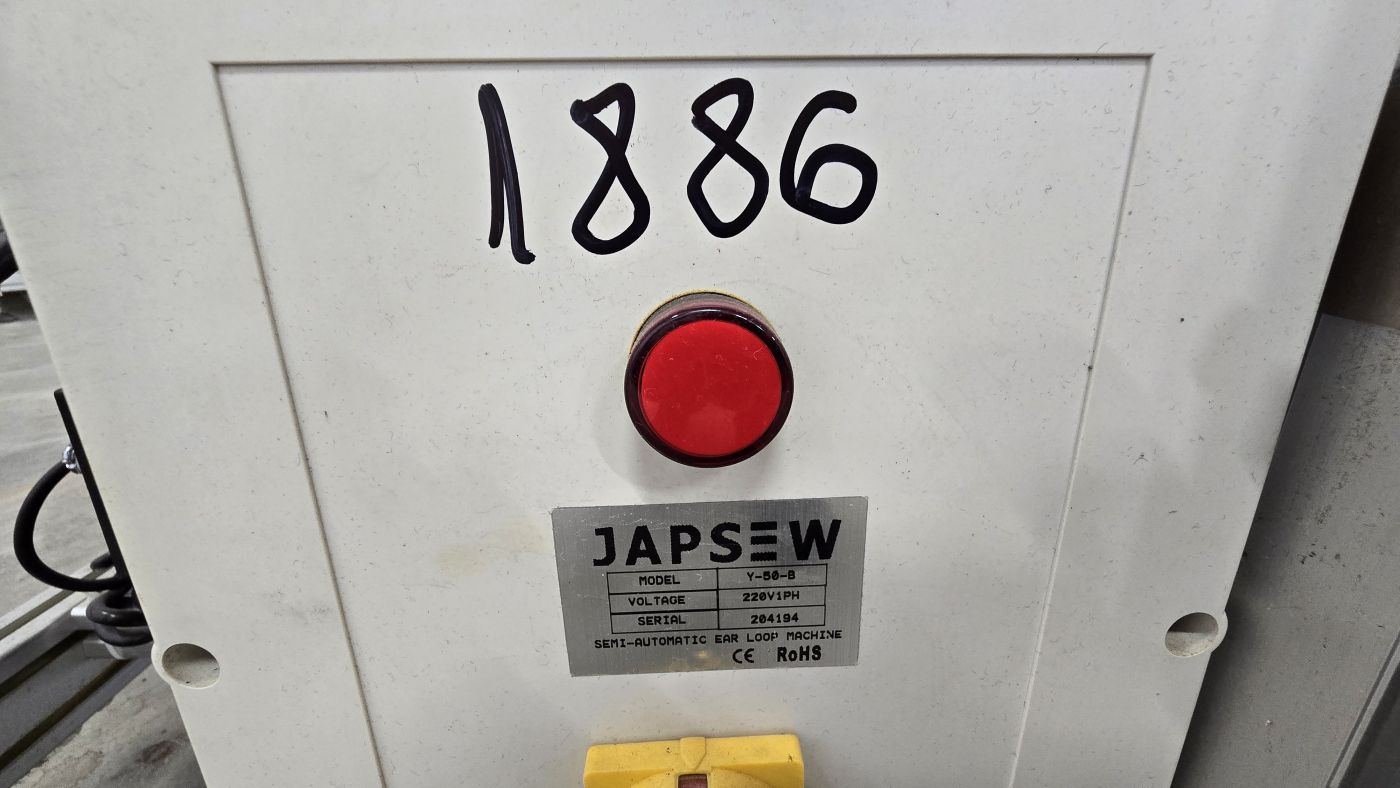 1886
JAPSEW
MODEL Y-50-B
VOLTAGE 220V1PH
SERIAL 204194
SEMI-AUTOMATIC EAR LOOP MACHINE
CE RoHS